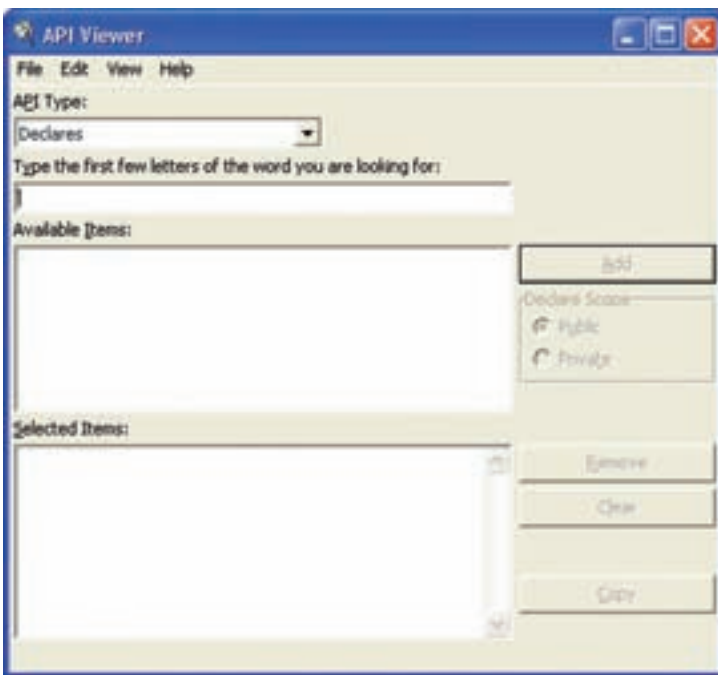 API Viewer
File Edit View Help
API Type:
Declares
Type the first few letters of the word you are looking for:
Available Items:
Add
Declare Scope
Public
Private
Selected Items:
Remove
Clear
Copy